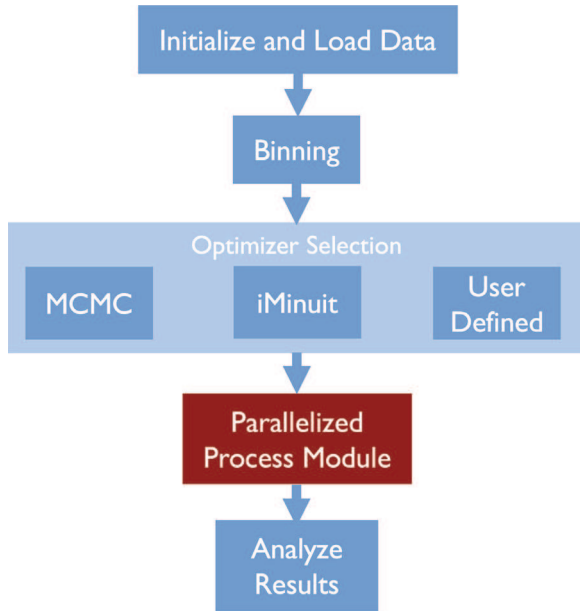 Initialize and Load Data
Binning
Optimizer Selection
MCMC
iMinuit
User
Defined
Parallelized
Process Module
Analyze
Results